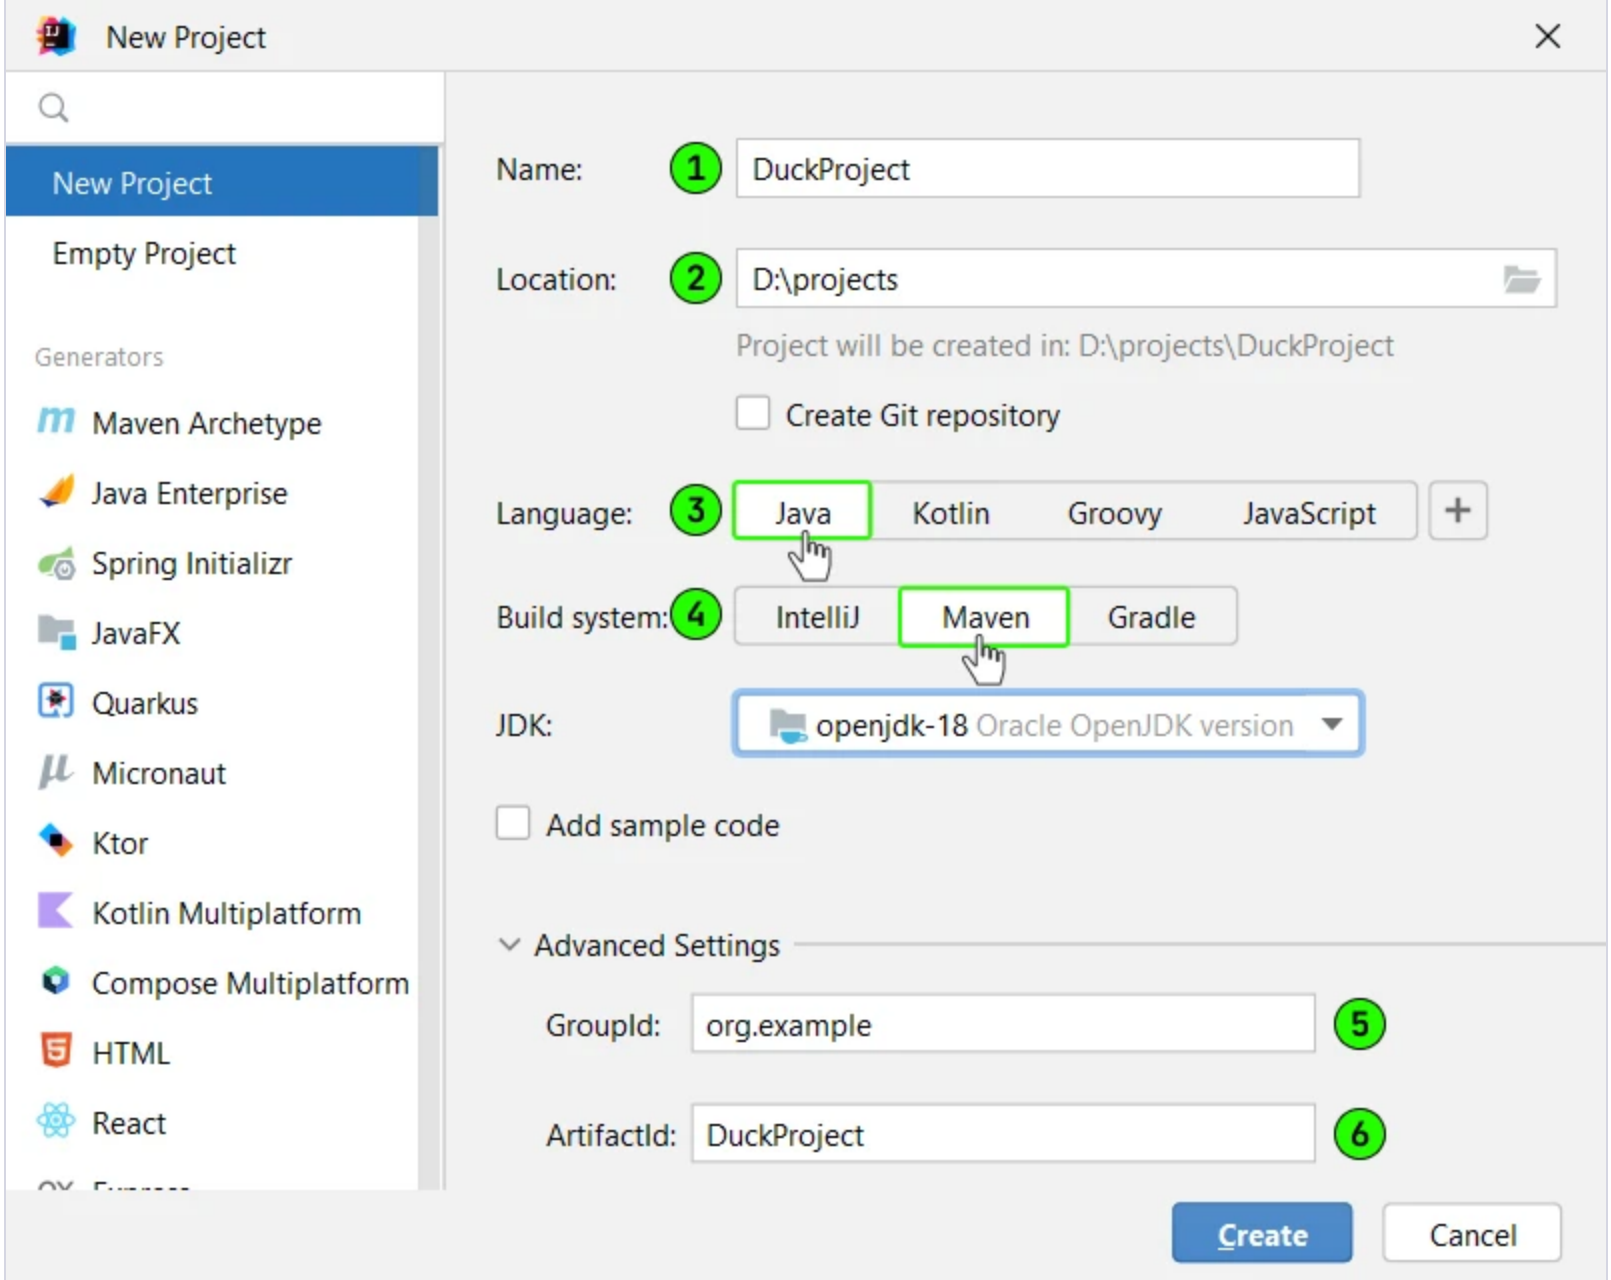 New Project
New Project
Empty Project
Generators
Maven Archetype
Java Enterprise
Spring Initializr
JavaFX
Quarkus
Micronaut
Ktor
Kotlin Multiplatform
Compose Multiplatform
HTML
React
Name: 1 DuckProject
Location: 2 D:\projects
Project will be created in: D:\projects\DuckProject
Create Git repository
Language: 3 Java Kotlin Groovy JavaScript +
Build system: 4 IntelliJ Maven Gradle
JDK: openjdk-18 Oracle OpenJDK version
Add sample code
Advanced Settings
GroupId: org.example 5
ArtifactId: DuckProject 6
Create Cancel